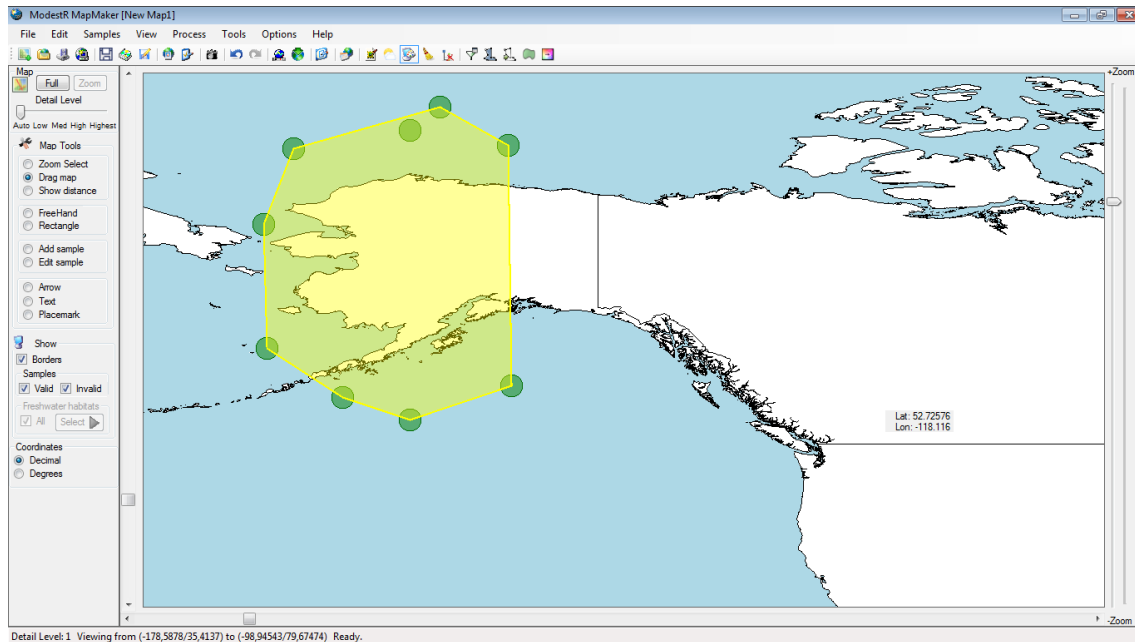 ModestR MapMaker [New Map1]
File Edit Samples View Process Tools Options Help
Map
Full Zoom
Detail Level
Auto Low Med High Highest
Map Tools
Zoom Select
Drag map
Show distance
FreeHand
Rectangle
Add sample
Edit sample
Arrow
Text
Placemark
Show
Borders
Samples
Valid Invalid
Freshwater habitats
All Select
Coordinates
Decimal
Degrees
+Zoom
Lat: 52.72576
Lon: -118.116
-Zoom
Detail Level: 1 Viewing from (-178,5878/35,4137) to (-98,94543/79,67474) Ready.